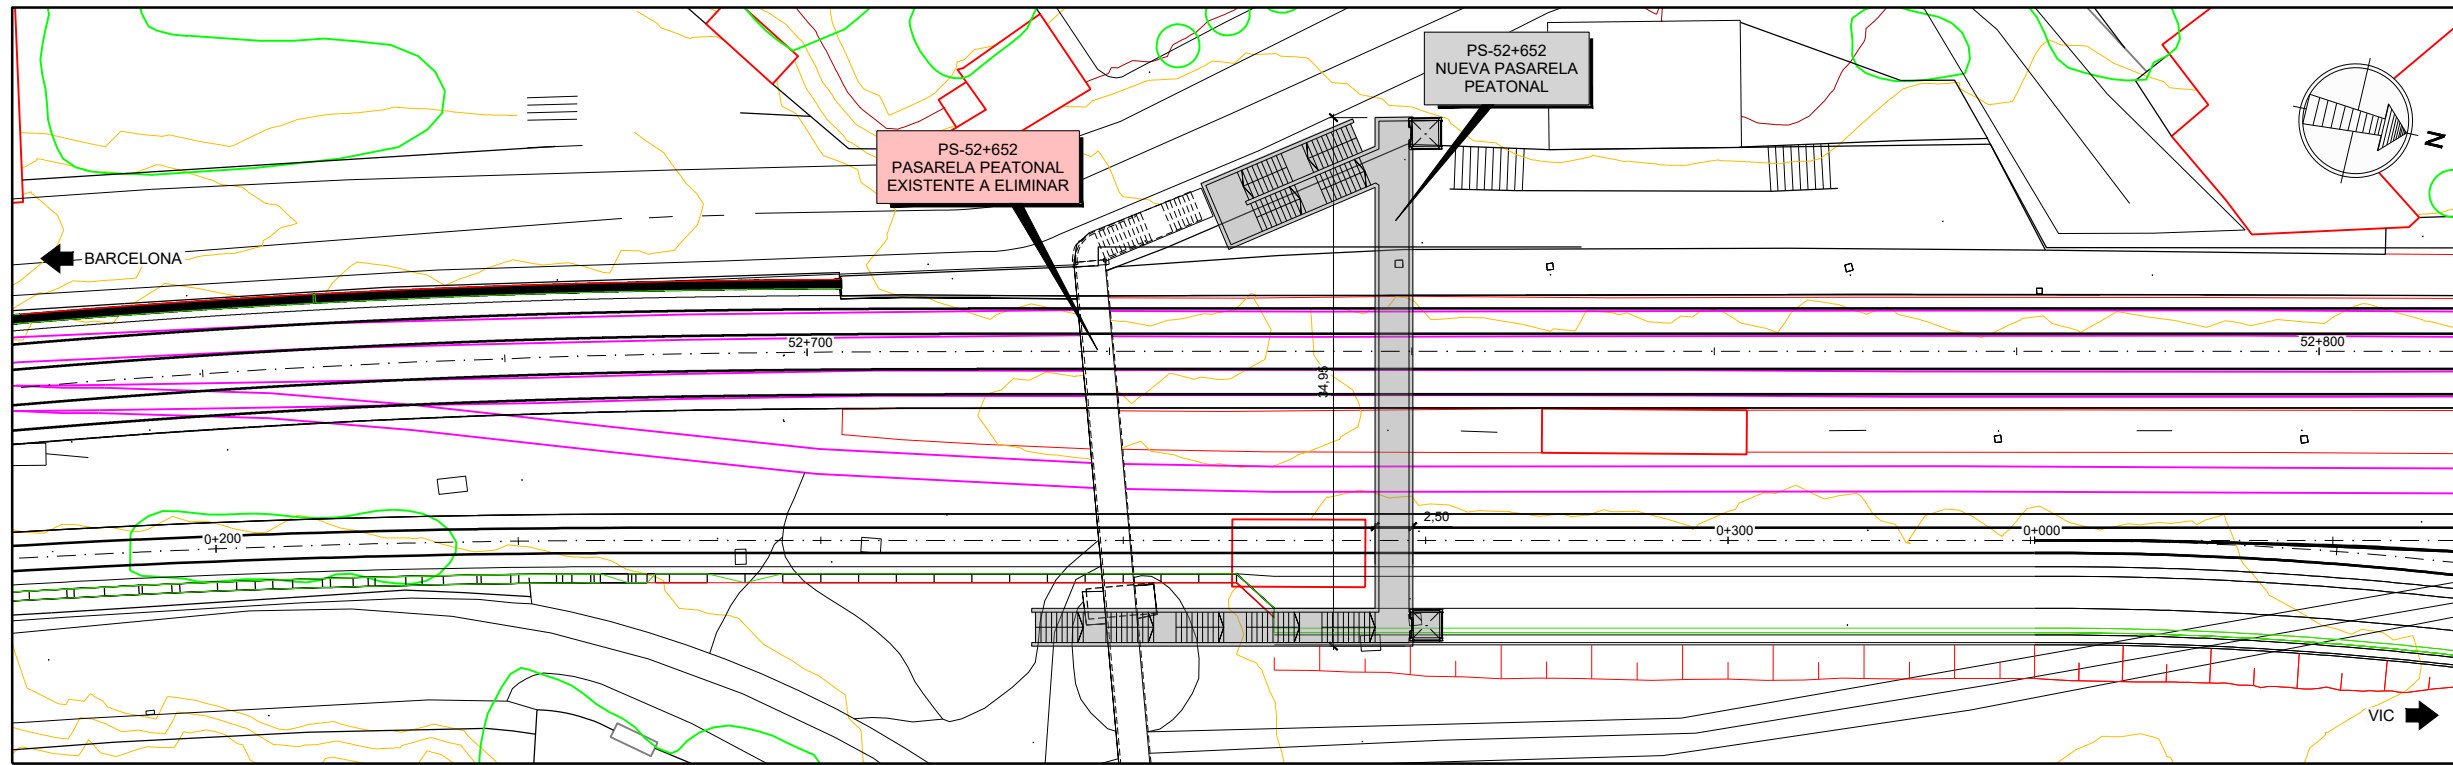 PS-52+652
NUEVA PASARELA
PEATONAL
PS-52+652
PASARELA PEATONAL
EXISTENTE A ELIMINAR
N
BARCELONA
52+700
52+800
34,95
2,50
0+200
0+300
0+000
VIC